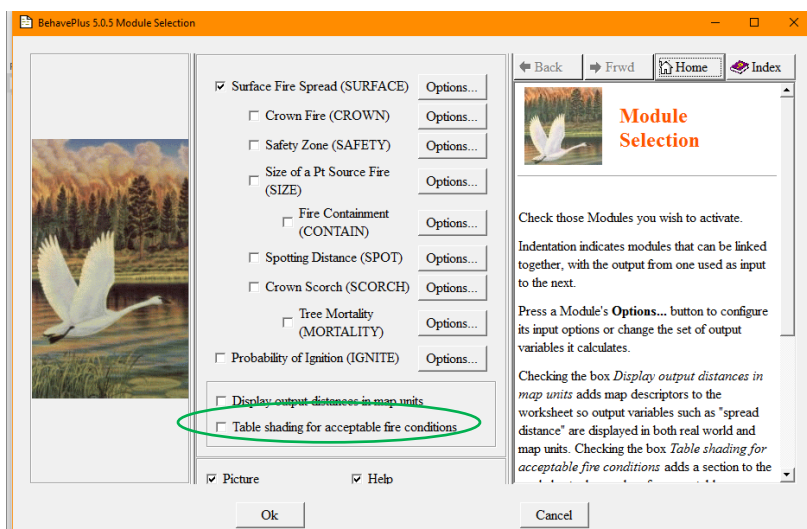 BehavePlus 5.0.5 Module Selection
Surface Fire Spread (SURFACE) Options...
Crown Fire (CROWN) Options...
Safety Zone (SAFETY) Options...
Size of a Pt Source Fire
(SIZE) Options...
Fire Containment
(CONTAIN) Options...
Spotting Distance (SPOT) Options...
Crown Scorch (SCORCH) Options...
Tree Mortality
(MORTALITY) Options...
Probability of Ignition (IGNITE) Options...
Display output distances in map units
Table shading for acceptable fire conditions
Picture Help
Back Frwd Home Index
Module
Selection
Check those Modules you wish to activate.
Indentation indicates modules that can be linked
together, with the output from one used as input
to the next.
Press a Module's Options... button to configure
its input options or change the set of output
variables it calculates.
Checking the box Display output distances in
map units adds map descriptors to the
worksheet so output variables such as "spread
distance" are displayed in both real world and
map units. Checking the box Table shading for
acceptable fire conditions adds a section to the
Ok Cancel